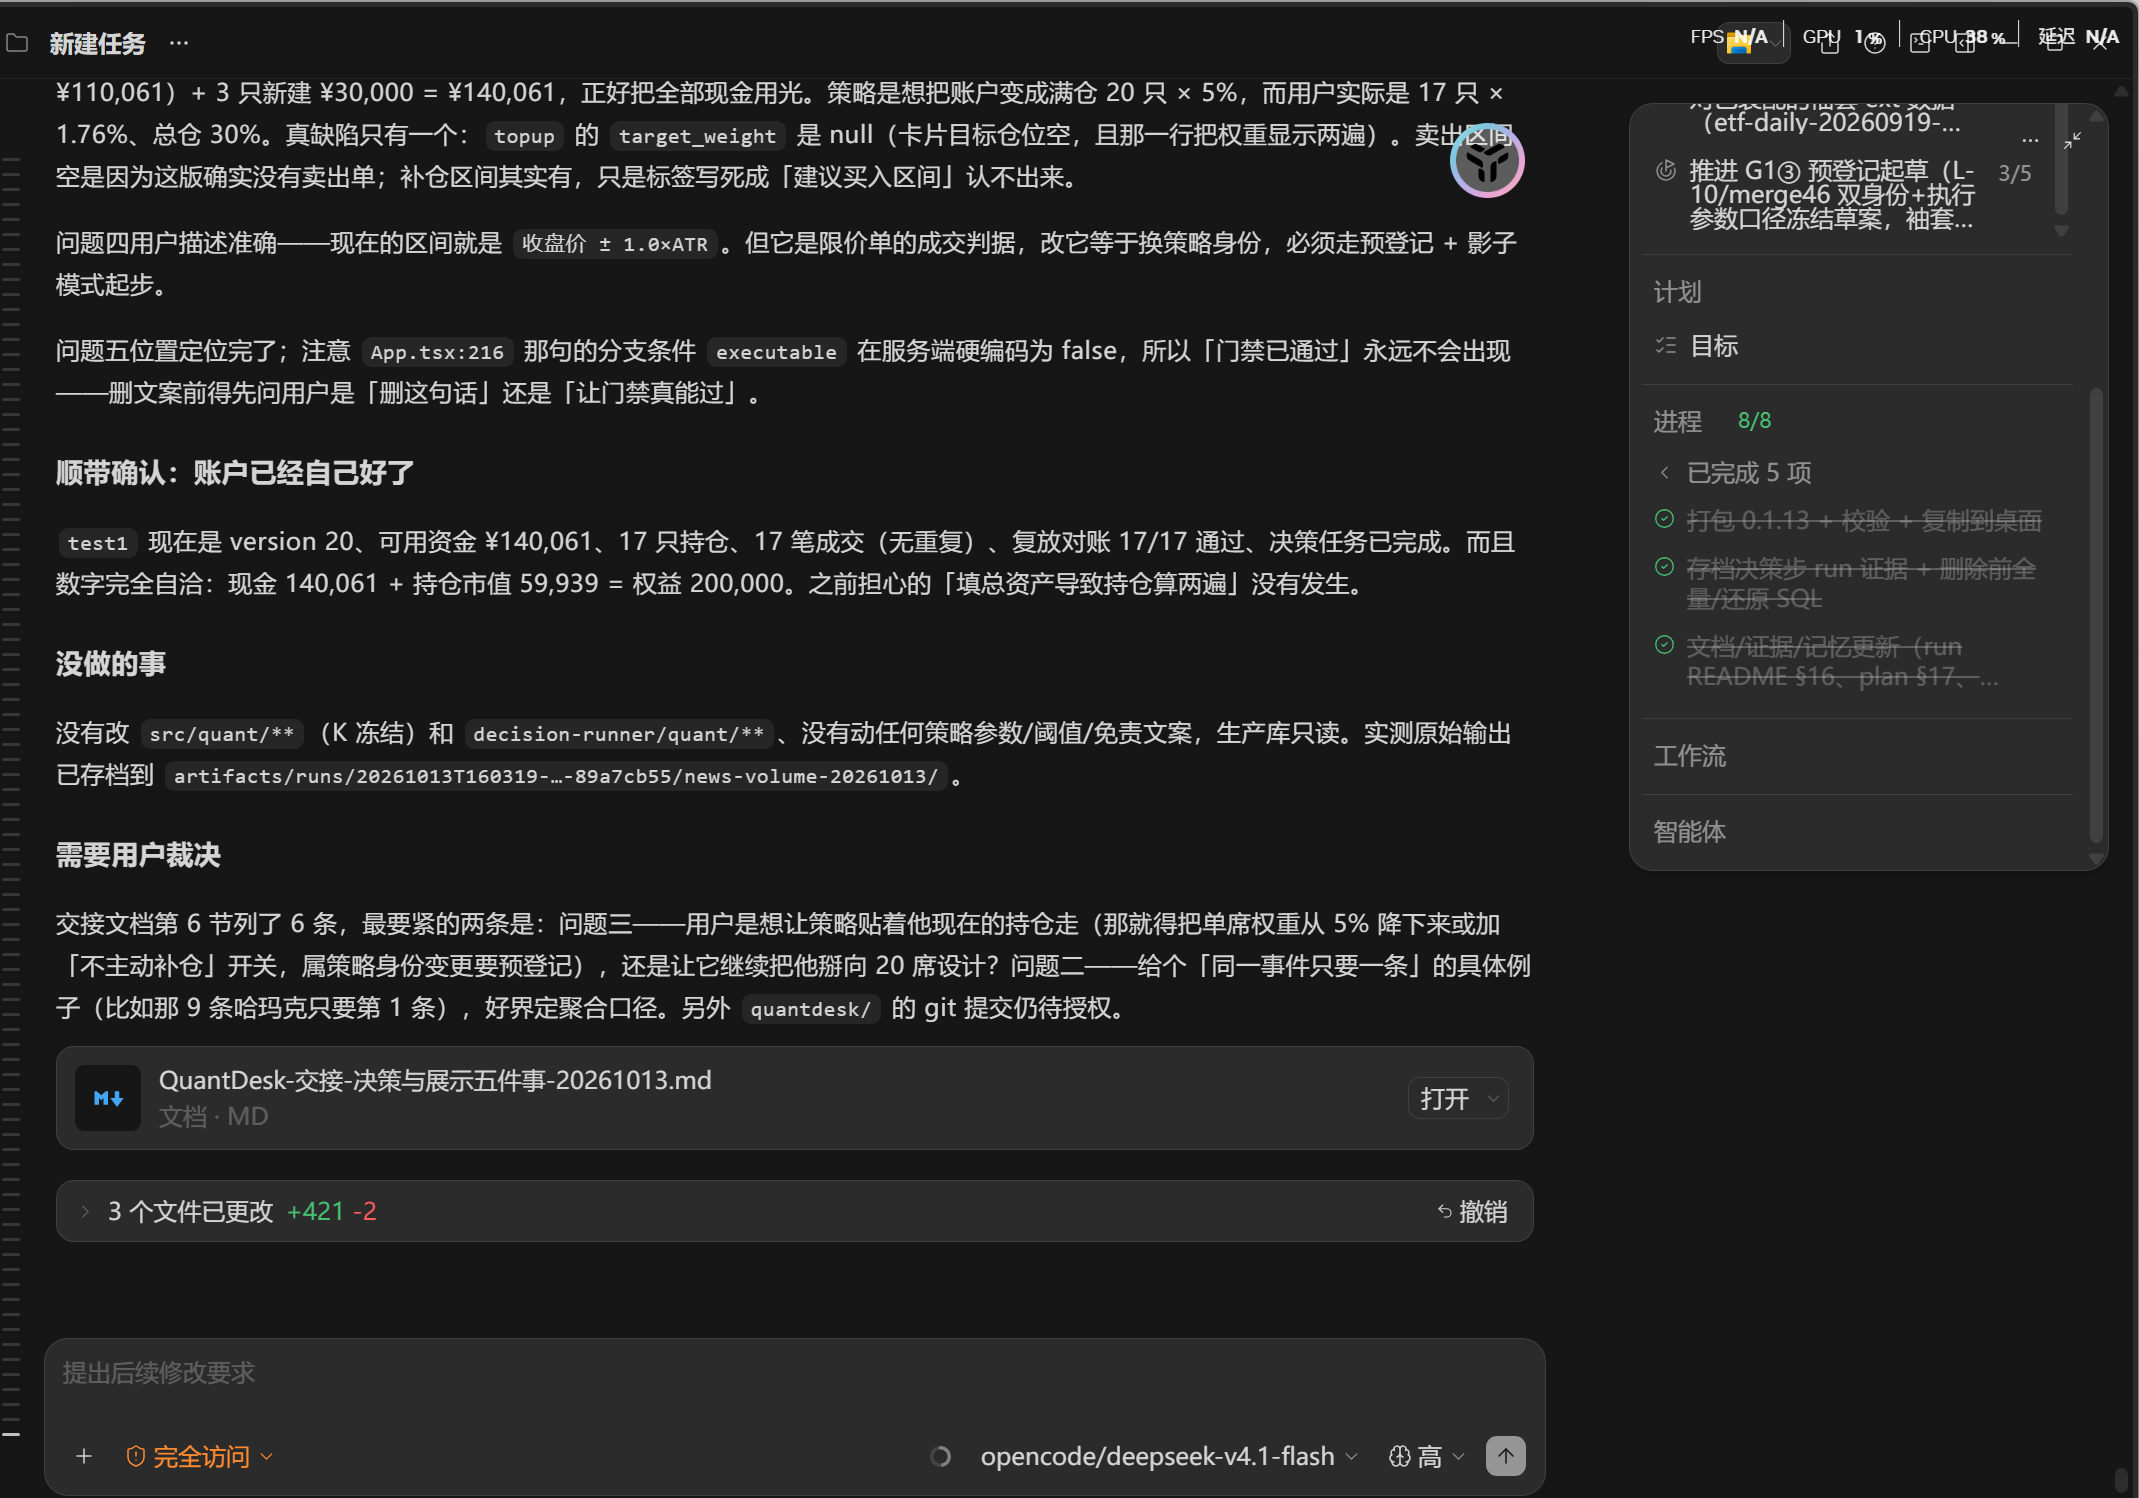 新建任务 ···
FPS N/A GPU 1% CPU 38% 延迟 N/A
¥110,061）+ 3 只新建 ¥30,000 = ¥140,061，正好把全部现金用光。策略是想把账户变成满仓 20 只 × 5%，而用户实际是 17 只 ×
1.76%、总仓 30%。真缺陷只有一个： topup 的 target_weight 是 null（卡片目标仓位空，且那一行把权重显示两遍）。卖出区间
空是因为这版确实没有卖出单；补仓区间其实有，只是标签写死成「建议买入区间」认不出来。
问题四用户描述准确——现在的区间就是 收盘价 ± 1.0×ATR 。但它是限价单的成交判据，改它等于换策略身份，必须走预登记 + 影子
模式起步。
问题五位置定位完了；注意 App.tsx:216 那句的分支条件 executable 在服务端硬编码为 false，所以「门禁已通过」永远不会出现
——删文案前得先问用户是「删这句话」还是「让门禁真能过」。
顺带确认：账户已经自己好了
test1 现在是 version 20、可用资金 ¥140,061、17 只持仓、17 笔成交（无重复）、复放对账 17/17 通过、决策任务已完成。而且
数字完全自洽：现金 140,061 + 持仓市值 59,939 = 权益 200,000。之前担心的「填总资产导致持仓算两遍」没有发生。
没做的事
没有改 src/quant/** （K 冻结）和 decision-runner/quant/** 、没有动任何策略参数/阈值/免责文案，生产库只读。实测原始输出
已存档到 artifacts/runs/20261013T160319-…-89a7cb55/news-volume-20261013/ 。
需要用户裁决
交接文档第 6 节列了 6 条，最要紧的两条是：问题三——用户是想让策略贴着他现在的持仓走（那就得把单席权重从 5% 降下来或加
「不主动补仓」开关，属策略身份变更要预登记），还是让它继续把他掰向 20 席设计？问题二——给个「同一事件只要一条」的具体例
子（比如那 9 条哈玛克只要第 1 条），好界定聚合口径。另外 quantdesk/ 的 git 提交仍待授权。
M↓
QuantDesk-交接-决策与展示五件事-20261013.md
文档 · MD
打开
3 个文件已更改 +421 -2
撤销
提出后续修改要求
+ 完全访问
opencode/deepseek-v4.1-flash 高
（etf-daily-20260919-...
···
推进 G1③ 预登记起草（L-
10/merge46 双身份+执行
参数口径冻结草案，袖套...
3/5
计划
目标
进程 8/8
已完成 5 项
打包 0.1.13 + 校验 + 复制到桌面
存档决策步 run 证据 + 删除前全
量/还原 SQL
文档/证据/记忆更新（run
README §16、plan §17、...
工作流
智能体